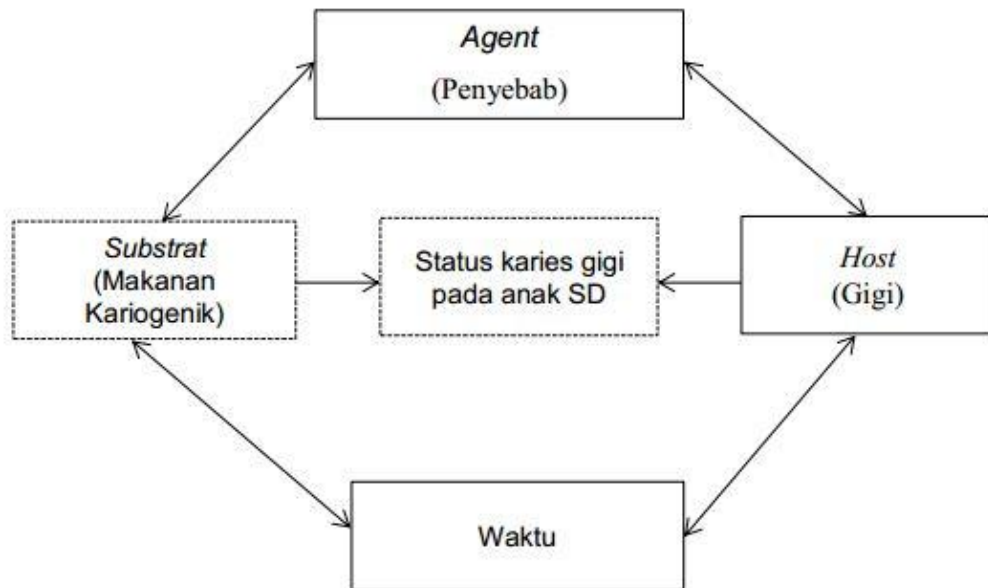 Agent
(Penyebab)
Substrat
(Makanan
Kariogenik)
Status karies gigi
pada anak SD
Host
(Gigi)
Waktu